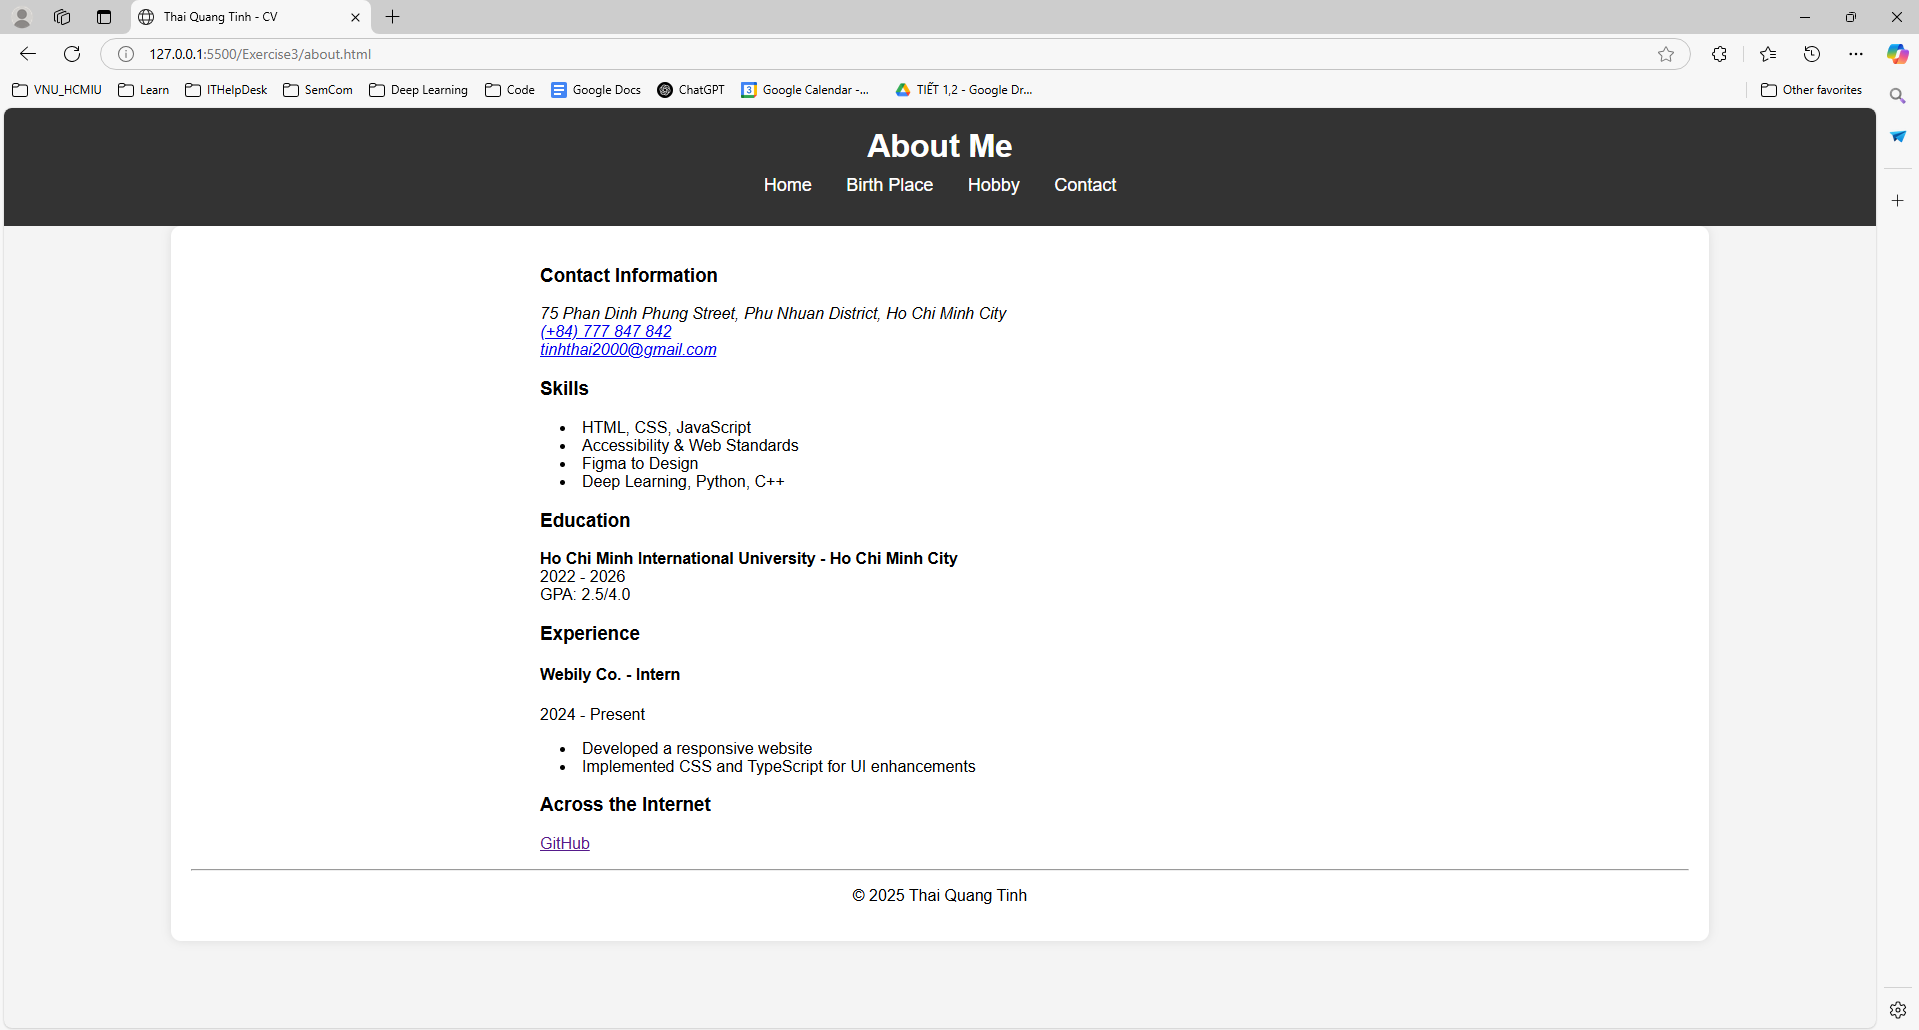 Thai Quang Tinh - CV
127.0.0.1:5500/Exercise3/about.html
VNU_HCMIU Learn ITHelpDesk SemCom Deep Learning Code Google Docs ChatGPT 3 Google Calendar -... TIẾT 1,2 - Google Dr... Other favorites
About Me
Home Birth Place Hobby Contact
Contact Information
75 Phan Dinh Phung Street, Phu Nhuan District, Ho Chi Minh City
(+84) 777 847 842
tinhthai2000@gmail.com
Skills
• HTML, CSS, JavaScript
• Accessibility & Web Standards
• Figma to Design
• Deep Learning, Python, C++
Education
Ho Chi Minh International University - Ho Chi Minh City
2022 - 2026
GPA: 2.5/4.0
Experience
Webily Co. - Intern
2024 - Present
• Developed a responsive website
• Implemented CSS and TypeScript for UI enhancements
Across the Internet
GitHub
© 2025 Thai Quang Tinh